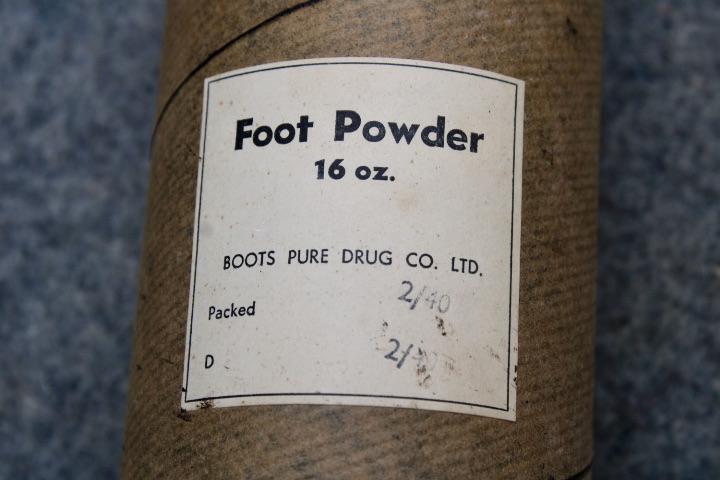 Foot Powder
16 oz.
BOOTS PURE DRUG CO. LTD.
Packed 2/40
D